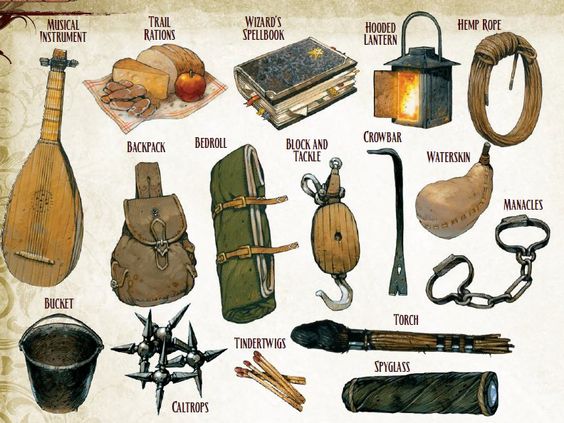 Musical
Instrument
Trail
Rations
Wizard's
Spellbook
Hooded
Lantern
Hemp Rope
Backpack
Bedroll
Block and
Tackle
Crowbar
Waterskin
Manacles
Bucket
Caltrops
Tindertwigs
Torch
Spyglass